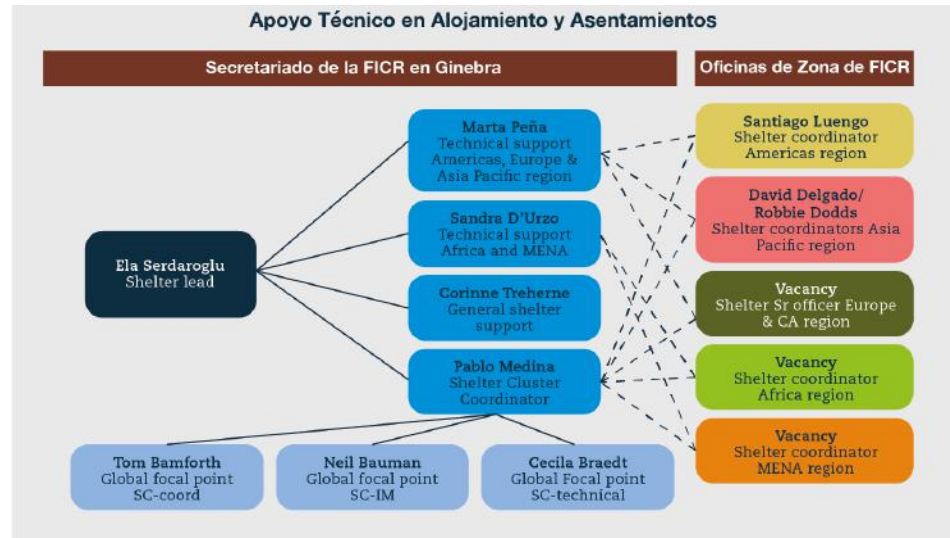 Apoyo Técnico en Alojamiento y Asentamientos
Secretariado de la FICR en Ginebra
Oficinas de Zona de FICR
Marta Peña
Technical support
Americas, Europe &
Asia Pacific region
Sandra D'Urzo
Technical support
Africa and MENA
Ela Serdaroglu
Shelter lead
Corinne Treherne
General shelter
support
Pablo Medina
Shelter Cluster
Coordinator
Tom Bamforth
Global focal point
SC-coord
Neil Bauman
Global focal point
SC-IM
Cecila Braedt
Global Focal point
SC-technical
Santiago Luengo
Shelter coordinator
Americas region
David Delgado/
Robbie Dodds
Shelter coordinators Asia
Pacific region
Vacancy
Shelter Sr officer Europe
& CA region
Vacancy
Shelter coordinator
Africa region
Vacancy
Shelter coordinator
MENA region